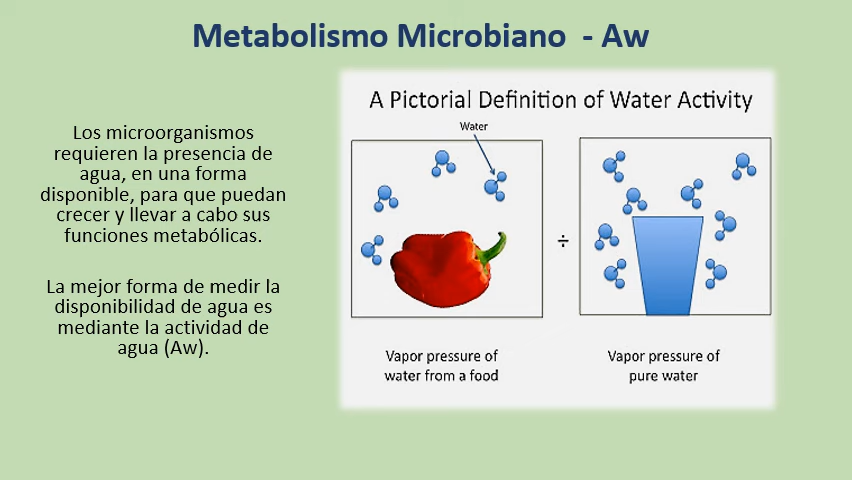 Metabolismo Microbiano - Aw
Los microorganismos
requieren la presencia de
agua, en una forma
disponible, para que puedan
crecer y llevar a cabo sus
funciones metabólicas.
La mejor forma de medir la
disponibilidad de agua es
mediante la actividad de
agua (Aw).
A Pictorial Definition of Water Activity
Water
÷
Vapor pressure of
water from a food
Vapor pressure of
pure water